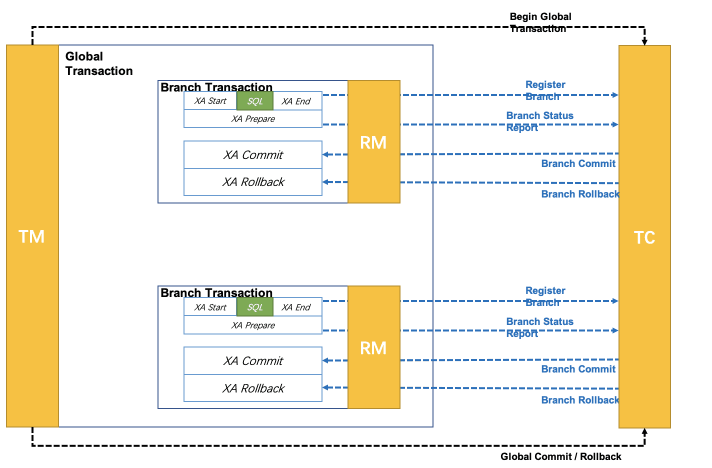 Begin Global
Transaction
Global
Transaction
Branch Transaction
XA Start
SQL
XA End
XA Prepare
XA Commit
XA Rollback
RM
Register
Branch
Branch Status
Report
Branch Commit
Branch Rollback
TM
TC
Branch Transaction
XA Start
SQL
XA End
XA Prepare
XA Commit
XA Rollback
RM
Register
Branch
Branch Status
Report
Branch Commit
Branch Rollback
Global Commit / Rollback